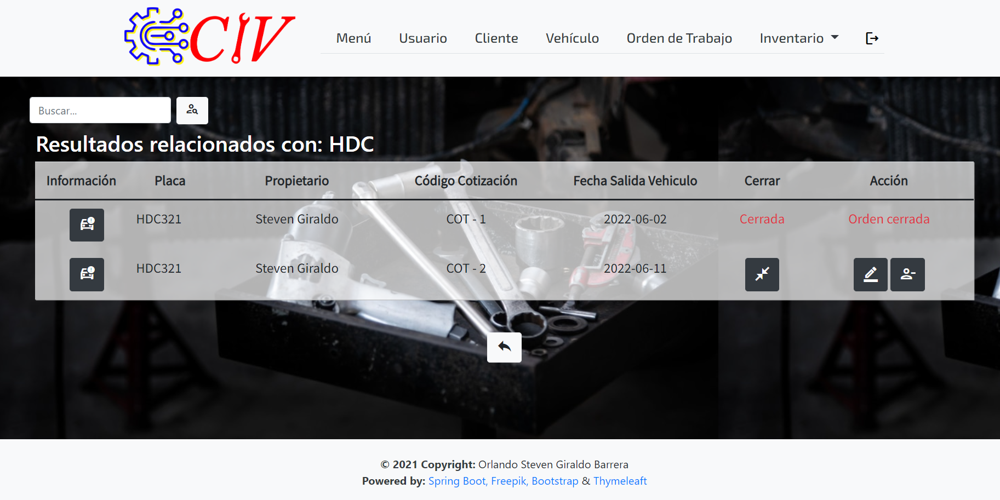 CIV
Menú Usuario Cliente Vehículo Orden de Trabajo Inventario
Buscar...
Resultados relacionados con: HDC
Información Placa Propietario Código Cotización Fecha Salida Vehiculo Cerrar Acción
HDC321 Steven Giraldo COT - 1 2022-06-02 Cerrada Orden cerrada
HDC321 Steven Giraldo COT - 2 2022-06-11
© 2021 Copyright: Orlando Steven Giraldo Barrera
Powered by: Spring Boot, Freepik, Bootstrap & Thymeleaft